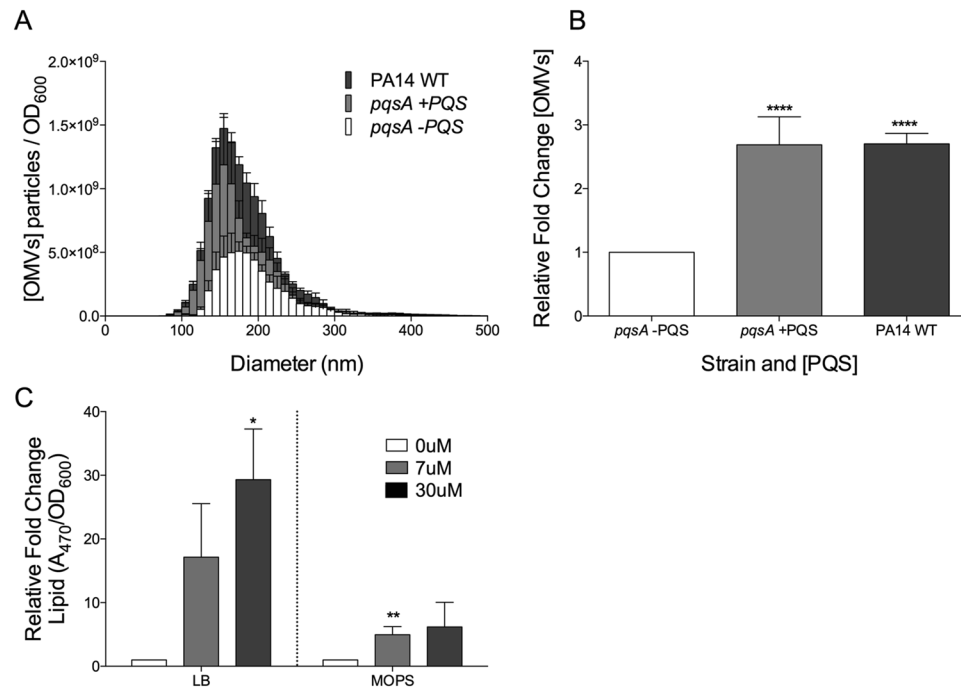 A
[OMVs] particles / OD600
2.0×10⁹
1.5×10⁹
1.0×10⁹
5.0×10⁸
0.0
0 100 200 300 400 500
Diameter (nm)
PA14 WT
pqsA +PQS
pqsA -PQS
B
Relative Fold Change [OMVs]
4
3
2
1
0
****
****
pqsA -PQS pqsA +PQS PA14 WT
Strain and [PQS]
C
Relative Fold Change
Lipid (A470/OD600)
40
30
20
10
0
*
**
0uM
7uM
30uM
LB MOPS